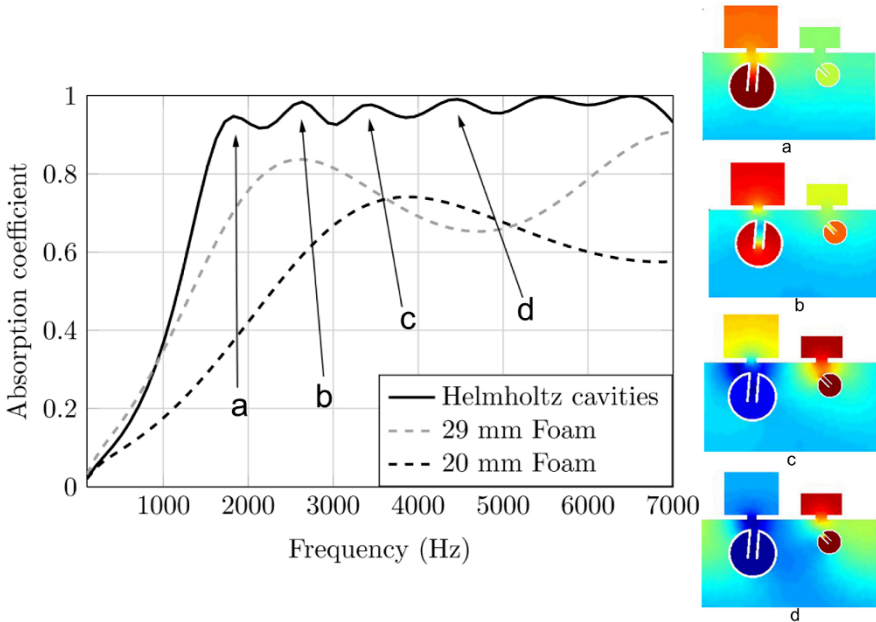 1
0.8
0.6
0.4
0.2
0
Absorption coefficient
1000
2000
3000
4000
5000
6000
7000
Frequency (Hz)
a
b
c
d
Helmholtz cavities
29 mm Foam
20 mm Foam
a
b
c
d